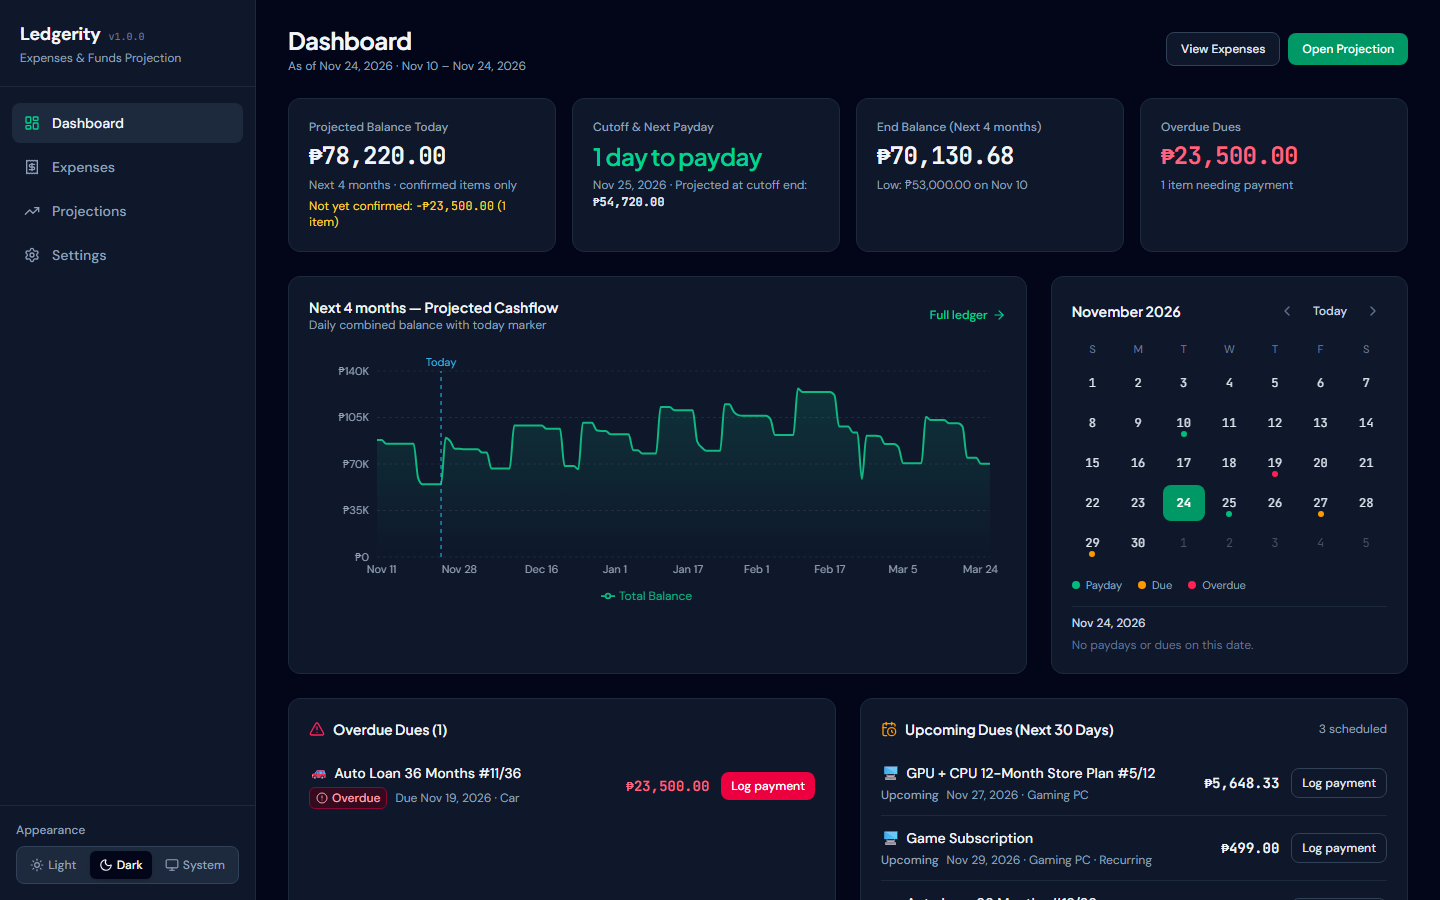 Ledgerity v1.0.0
Expenses & Funds Projection
Dashboard
Expenses
Projections
Settings
Appearance
Light
Dark
System
Dashboard
As of Nov 24, 2026 · Nov 10 – Nov 24, 2026
View Expenses
Open Projection
Projected Balance Today
₱78,220.00
Next 4 months · confirmed items only
Not yet confirmed: -₱23,500.00 (1
item)
Cutoff & Next Payday
1 day to payday
Nov 25, 2026 · Projected at cutoff end:
₱54,720.00
End Balance (Next 4 months)
₱70,130.68
Low: ₱53,000.00 on Nov 10
Overdue Dues
₱23,500.00
1 item needing payment
Next 4 months — Projected Cashflow
Daily combined balance with today marker
Full ledger →
Today
₱140K
₱105K
₱70K
₱35K
₱0
Nov 11 Nov 28 Dec 16 Jan 1 Jan 17 Feb 1 Feb 17 Mar 5 Mar 24
Total Balance
November 2026
Today
S M T W T F S
1 2 3 4 5 6 7
8 9 10 11 12 13 14
15 16 17 18 19 20 21
22 23 24 25 26 27 28
29 30 1 2 3 4 5
Payday Due Overdue
Nov 24, 2026
No paydays or dues on this date.
Overdue Dues (1)
Auto Loan 36 Months #11/36
Overdue Due Nov 19, 2026 · Car
₱23,500.00
Log payment
Upcoming Dues (Next 30 Days)
3 scheduled
GPU + CPU 12-Month Store Plan #5/12
Upcoming Nov 27, 2026 · Gaming PC
₱5,648.33
Log payment
Game Subscription
Upcoming Nov 29, 2026 · Gaming PC · Recurring
₱499.00
Log payment